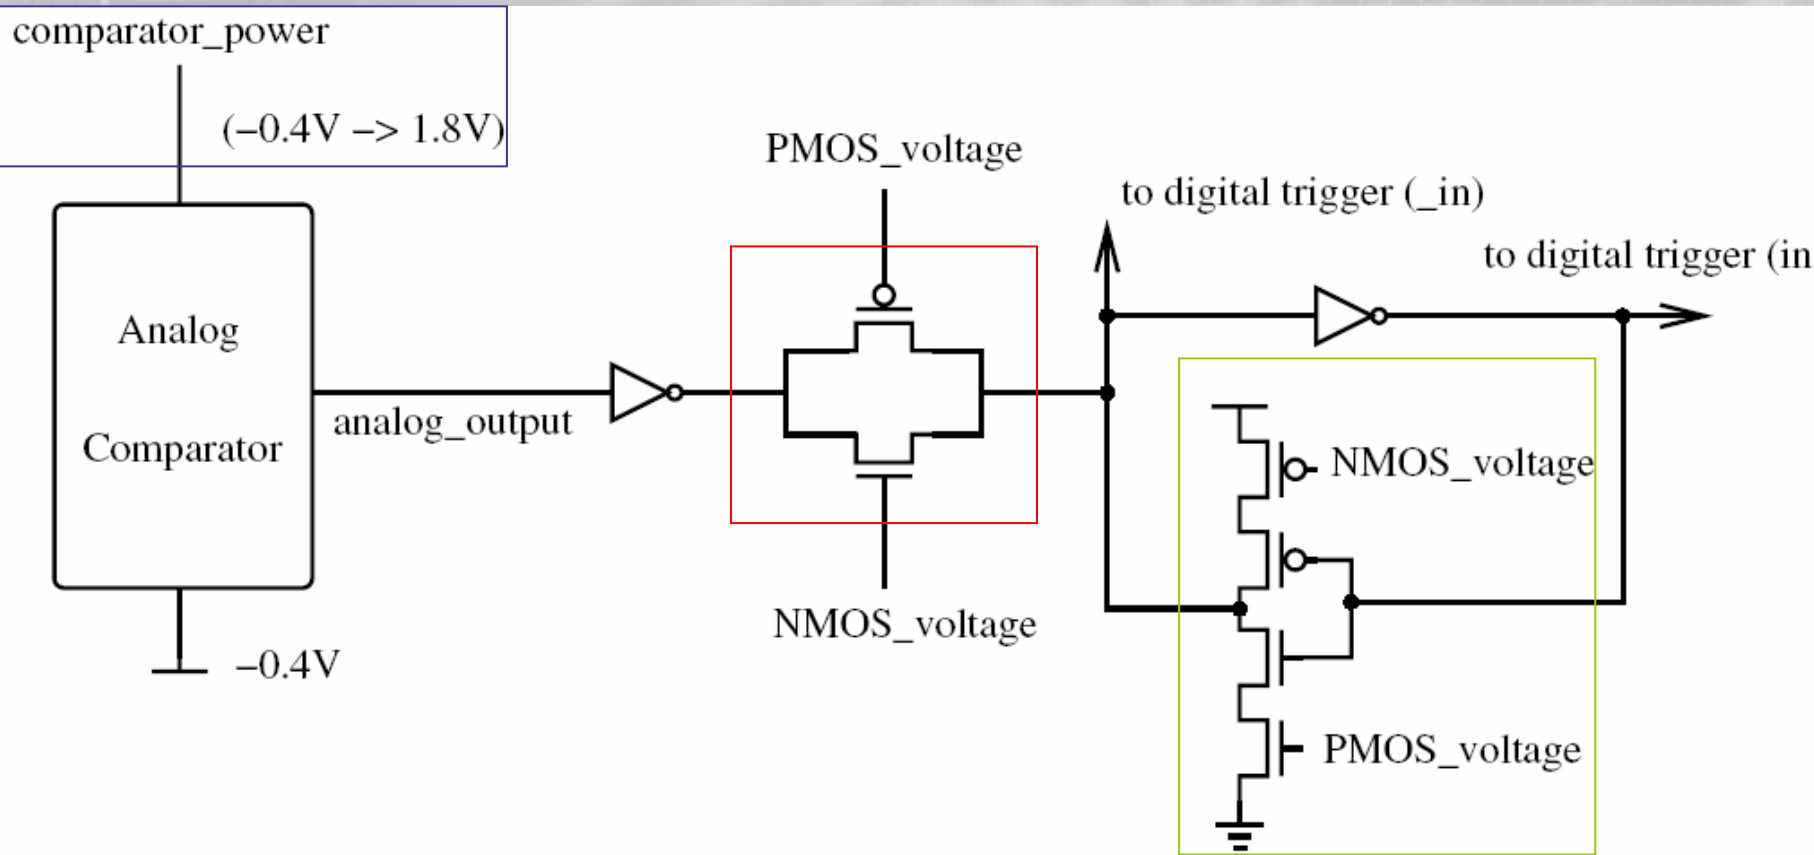 comparator_power
(−0.4V −> 1.8V)
PMOS_voltage
to digital trigger (_in)
to digital trigger (in
Analog
Comparator
analog_output
NMOS_voltage
NMOS_voltage
−0.4V
PMOS_voltage